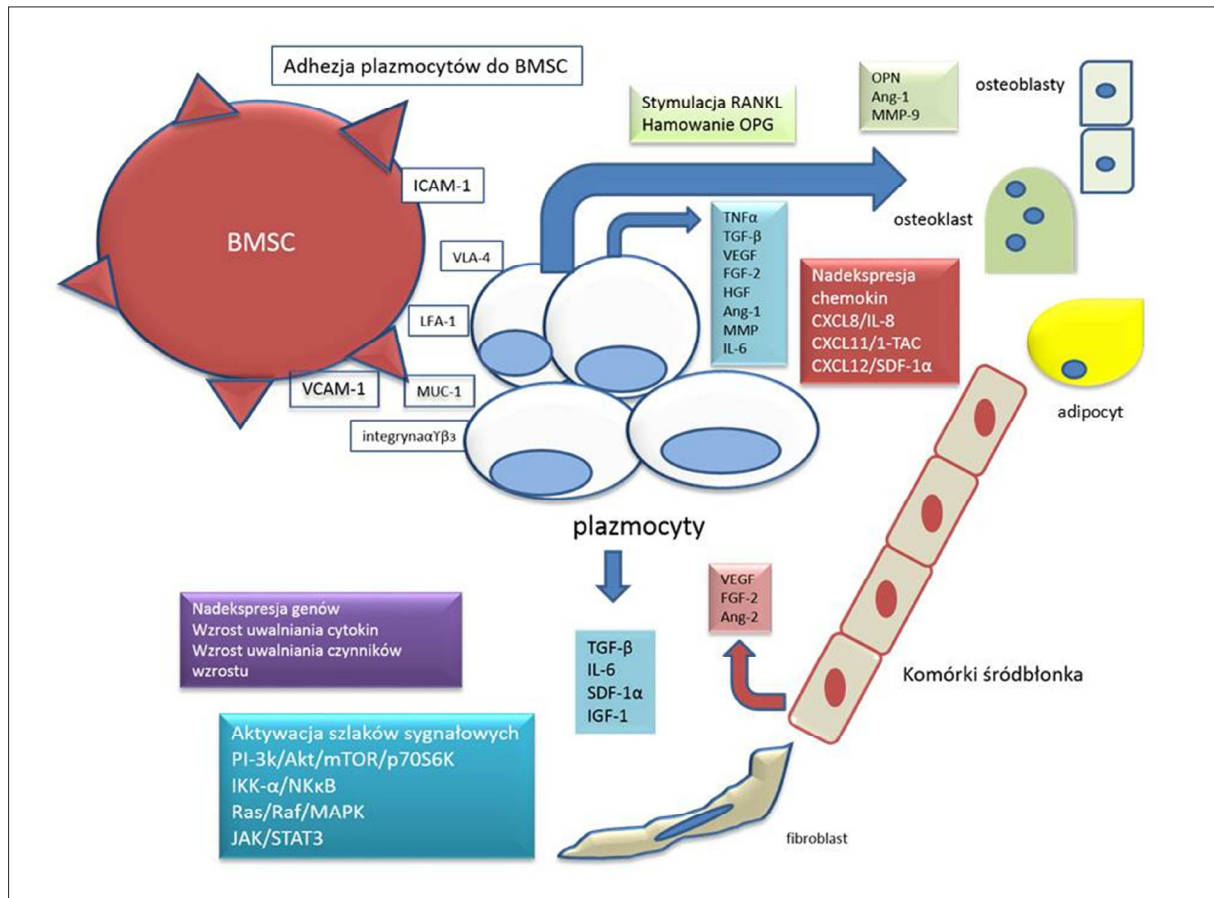 Adhezja plazmocytów do BMSC
OPN
Ang-1
MMP-9
osteoblasty
Stymulacja RANKL
Hamowanie OPG
ICAM-1
BMSC
osteoklast
TNFα
TGF-β
VEGF
FGF-2
HGF
Ang-1
MMP
IL-6
VLA-4
Nadekspresja
chemokin
CXCL8/IL-8
CXCL11/1-TAC
CXCL12/SDF-1α
LFA-1
VCAM-1
MUC-1
adipocyt
integrynaαϒβ₃
plazmocyty
VEGF
FGF-2
Ang-2
Nadekspresja genów
Wzrost uwalniania cytokin
Wzrost uwalniania czynników
wzrostu
TGF-β
IL-6
SDF-1α
IGF-1
Komórki śródbłonka
Aktywacja szlaków sygnałowych
PI-3k/Akt/mTOR/p70S6K
IKK-α/NKκB
Ras/Raf/MAPK
JAK/STAT3
fibroblast